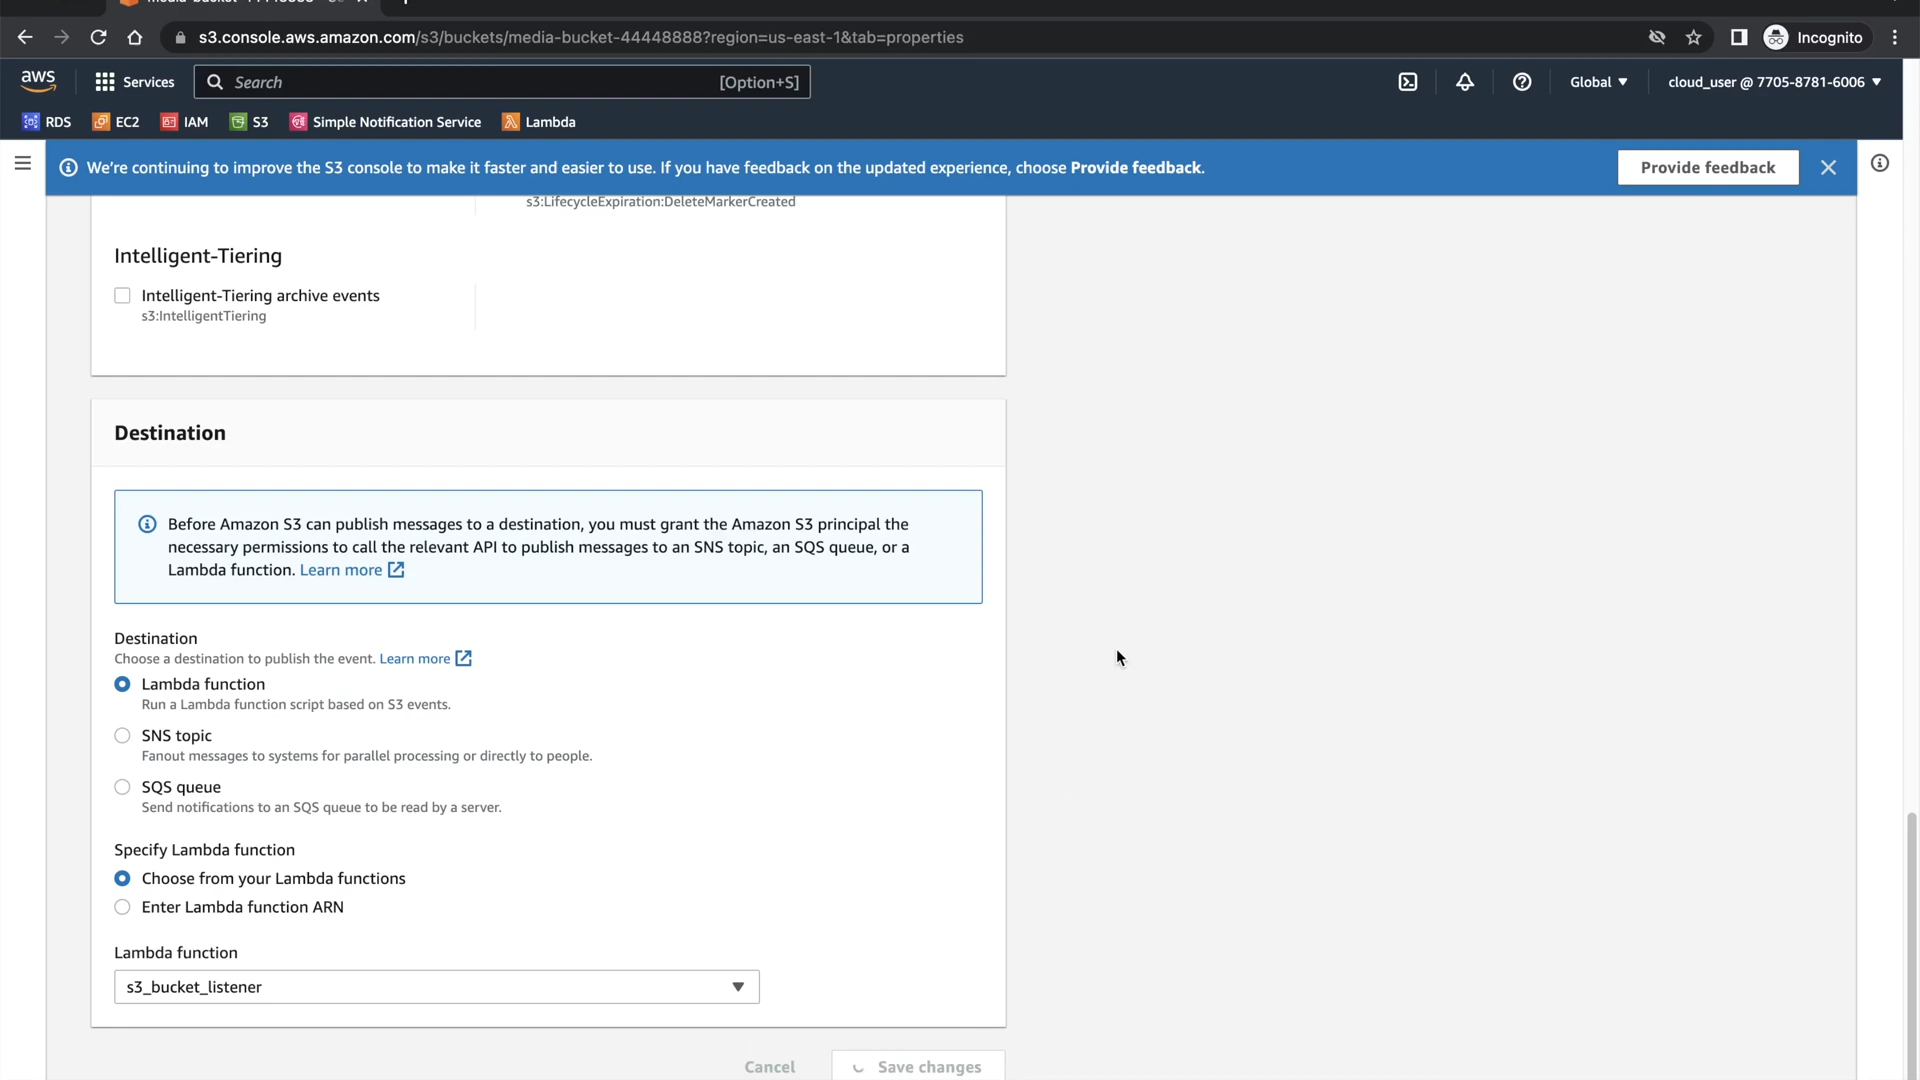 s3.console.aws.amazon.com/s3/buckets/media-bucket-44448888?region=us-east-1&tab=properties
Incognito
aws
Services
Search
[Option+S]
Global
cloud_user @ 7705-8781-6006
RDS
EC2
IAM
S3
Simple Notification Service
Lambda
We're continuing to improve the S3 console to make it faster and easier to use. If you have feedback on the updated experience, choose Provide feedback.
Provide feedback
s3:LifecycleExpiration:DeleteMarkerCreated
Intelligent-Tiering
Intelligent-Tiering archive events
s3:IntelligentTiering
Destination
Before Amazon S3 can publish messages to a destination, you must grant the Amazon S3 principal the
necessary permissions to call the relevant API to publish messages to an SNS topic, an SQS queue, or a
Lambda function. Learn more
Destination
Choose a destination to publish the event. Learn more
Lambda function
Run a Lambda function script based on S3 events.
SNS topic
Fanout messages to systems for parallel processing or directly to people.
SQS queue
Send notifications to an SQS queue to be read by a server.
Specify Lambda function
Choose from your Lambda functions
Enter Lambda function ARN
Lambda function
s3_bucket_listener
Cancel
Save changes